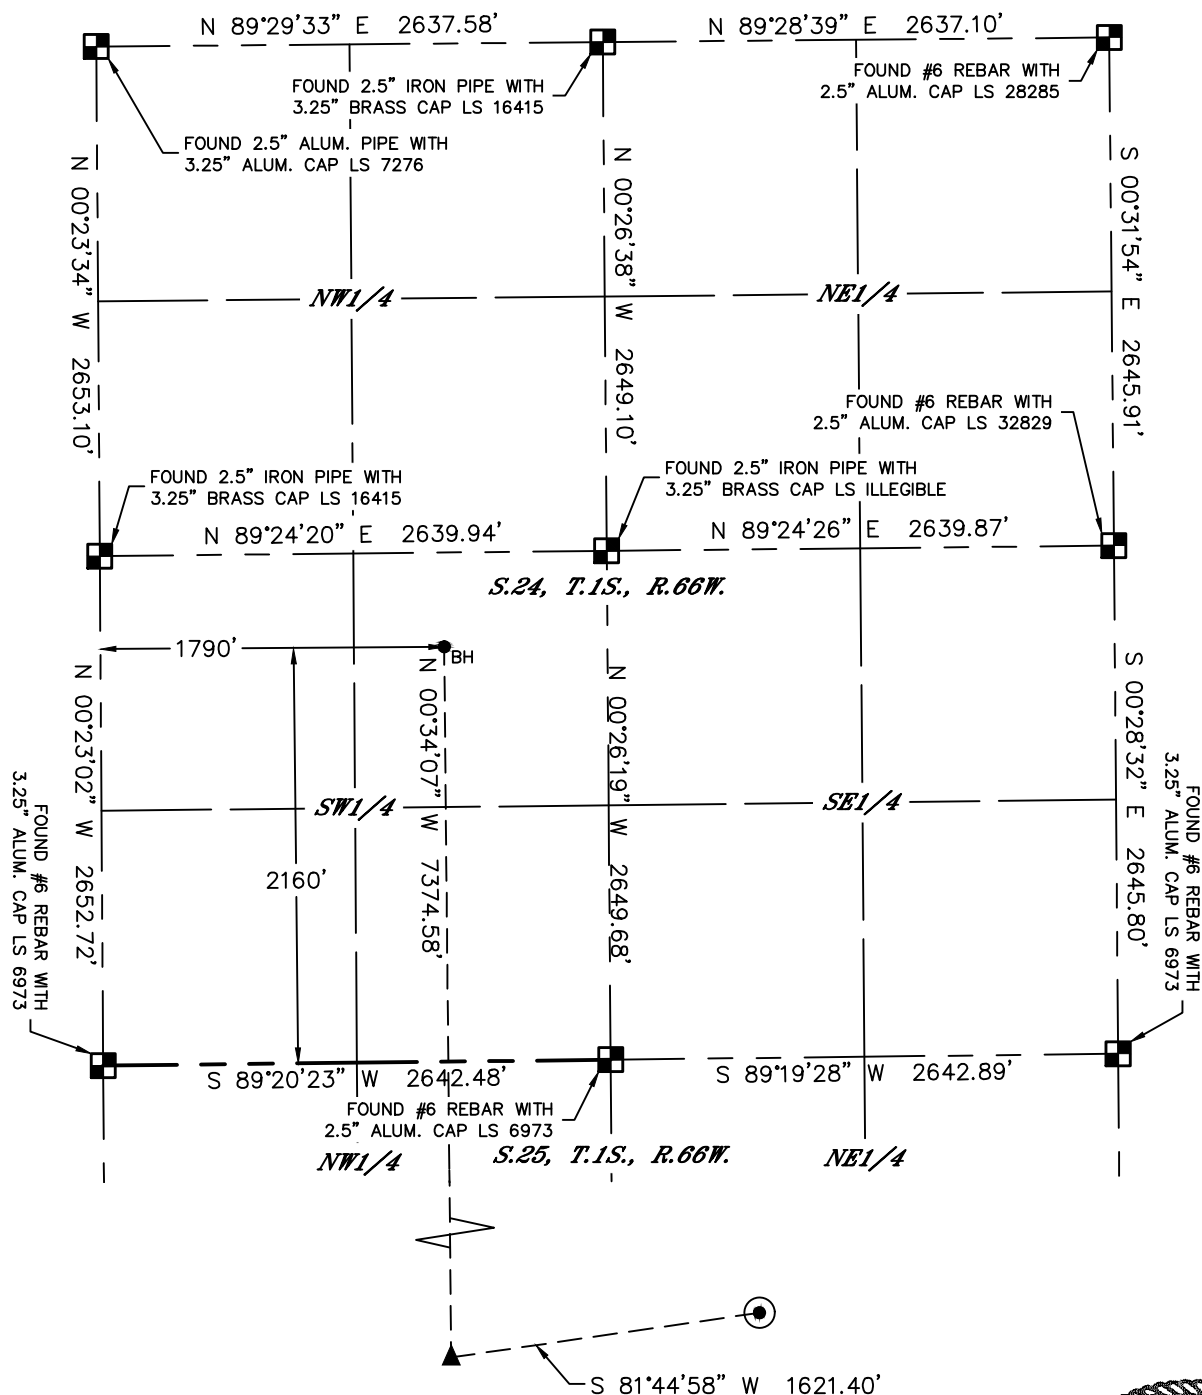 N 89°29'33" E 2637.58'
N 89°28'39" E 2637.10'
FOUND 2.5" IRON PIPE WITH
3.25" BRASS CAP LS 16415
FOUND #6 REBAR WITH
2.5" ALUM. CAP LS 28285
FOUND 2.5" ALUM. PIPE WITH
3.25" ALUM. CAP LS 7276
N 00°23'34" W 2653.10'
N 00°26'38" W 2649.10'
S 00°31'54" E 2645.91'
NW1/4
NE1/4
FOUND #6 REBAR WITH
2.5" ALUM. CAP LS 32829
FOUND 2.5" IRON PIPE WITH
3.25" BRASS CAP LS 16415
FOUND 2.5" IRON PIPE WITH
3.25" BRASS CAP LS ILLEGIBLE
N 89°24'20" E 2639.94'
N 89°24'26" E 2639.87'
S.24, T.1S., R.66W.
1790'
BH
N 00°23'02" W 2652.72'
N 00°34'07" W 7374.58'
N 00°26'19" W 2649.68'
S 00°28'32" E 2645.80'
SW1/4
SE1/4
2160'
FOUND #6 REBAR WITH
3.25" ALUM. CAP LS 6973
FOUND #6 REBAR WITH
3.25" ALUM. CAP LS 6973
S 89°20'23" W 2642.48'
S 89°19'28" W 2642.89'
FOUND #6 REBAR WITH
2.5" ALUM. CAP LS 6973
NW1/4
S.25, T.1S., R.66W.
NE1/4
S 81°44'58" W 1621.40'